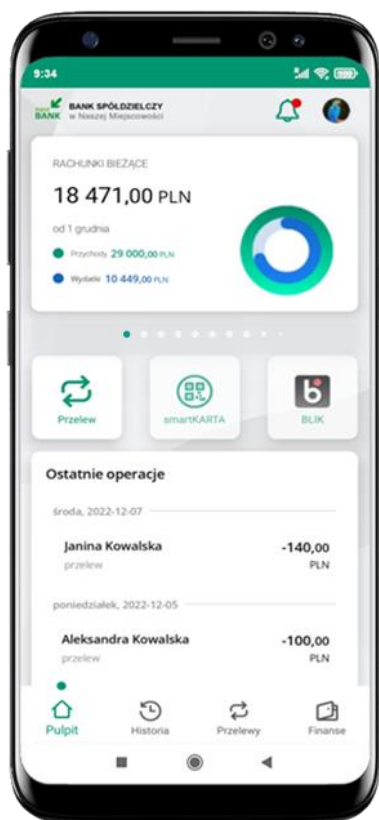 9:34
BANK SPÓŁDZIELCZY
BANK w Naszej Miejscowości
RACHUNKI BIEŻĄCE
18 471,00 PLN
od 1 grudnia
Przychody 29 000,00 PLN
Wydatki 10 449,00 PLN
Przelew
smartKARTA
BLIK
Ostatnie operacje
środa, 2022-12-07
Janina Kowalska -140,00
przelew PLN
poniedziałek, 2022-12-05
Aleksandra Kowalska -100,00
przelew PLN
Pulpit Historia Przelewy Finanse